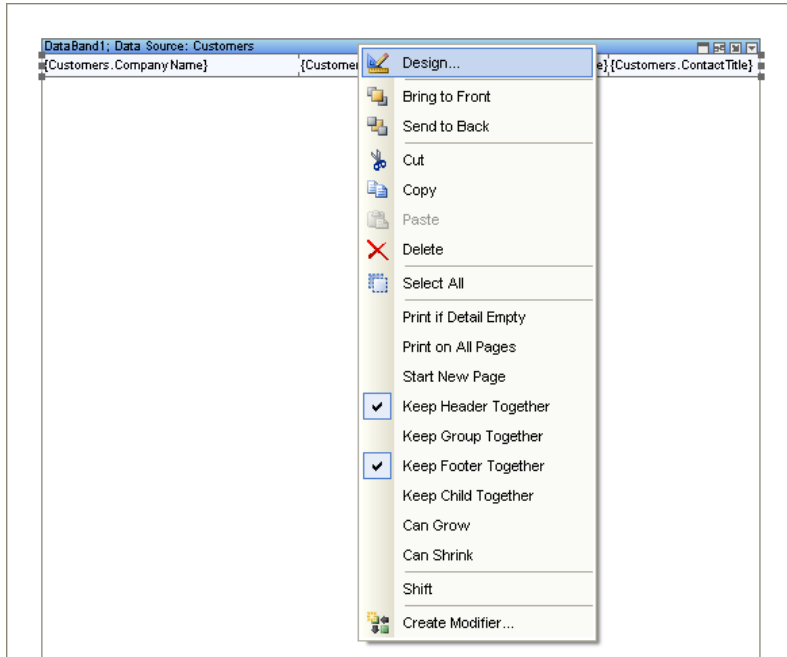 DataBand1; Data Source: Customers
{Customers.CompanyName} {Customer e} {Customers.ContactTitle}
Design...
Bring to Front
Send to Back
Cut
Copy
Paste
Delete
Select All
Print if Detail Empty
Print on All Pages
Start New Page
Keep Header Together
Keep Group Together
Keep Footer Together
Keep Child Together
Can Grow
Can Shrink
Shift
Create Modifier...